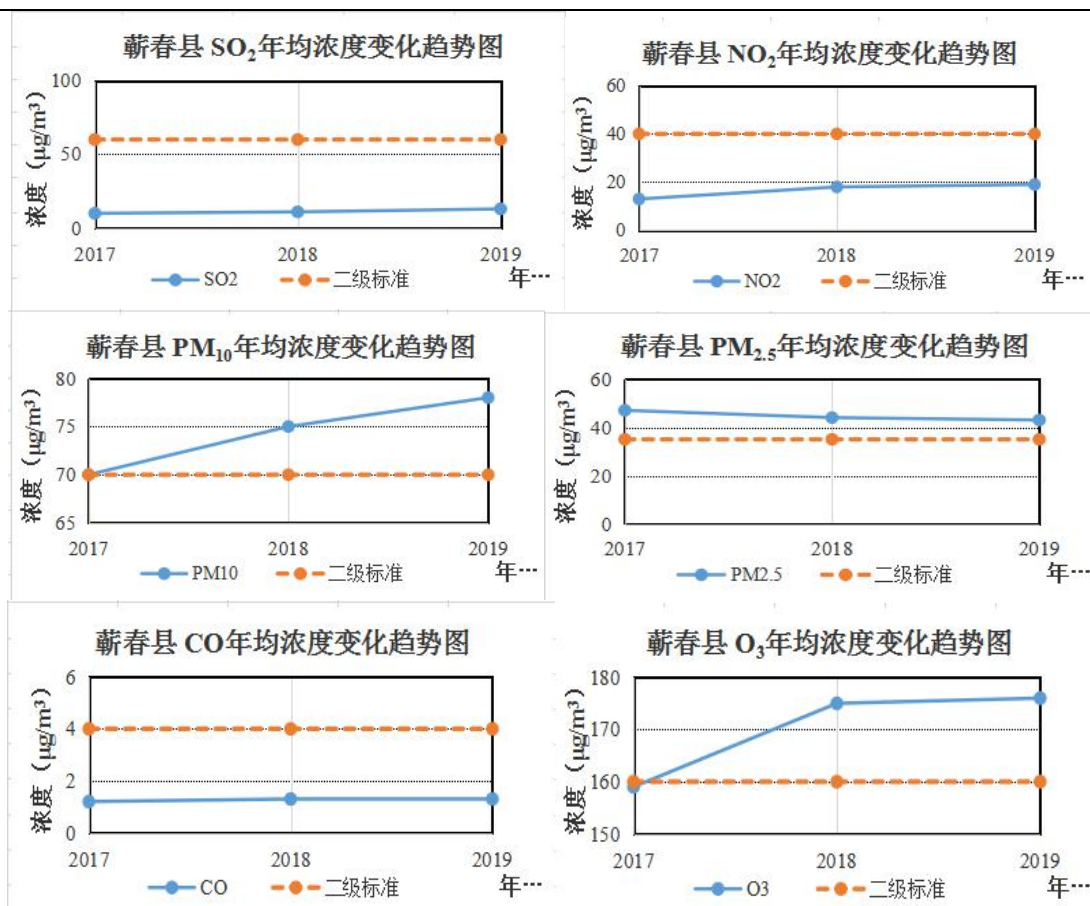 蕲春县 SO₂年均浓度变化趋势图
浓度（μg/m³）
100
50
0
2017
2018
2019
SO2
二级标准
年…
蕲春县 NO₂年均浓度变化趋势图
浓度（μg/m³）
60
40
20
0
2017
2018
2019
NO2
二级标准
年…
蕲春县 PM₁₀年均浓度变化趋势图
浓度（μg/m³）
80
75
70
65
2017
2018
2019
PM10
二级标准
年…
蕲春县 PM₂.₅年均浓度变化趋势图
浓度（μg/m³）
60
40
20
0
2017
2018
2019
PM2.5
二级标准
年…
蕲春县 CO年均浓度变化趋势图
浓度（μg/m³）
6
4
2
0
2017
2018
2019
CO
二级标准
年…
蕲春县 O₃年均浓度变化趋势图
浓度（μg/m³）
180
170
160
150
2017
2018
2019
O3
二级标准
年…